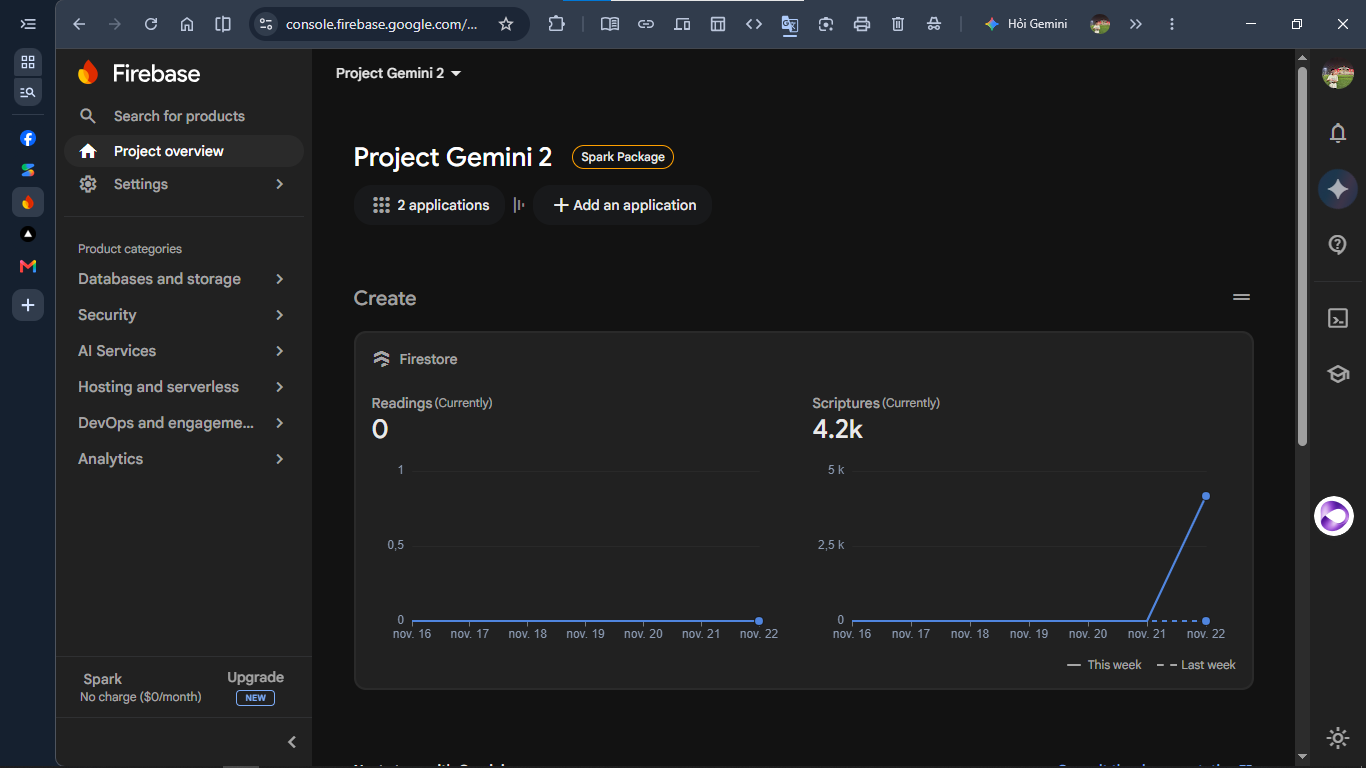 console.firebase.google.com/...
Hỏi Gemini
Firebase
Search for products
Project overview
Settings
Product categories
Databases and storage
Security
AI Services
Hosting and serverless
DevOps and engageme...
Analytics
Spark
No charge ($0/month)
Upgrade
NEW
Project Gemini 2
Project Gemini 2
Spark Package
2 applications
Add an application
Create
Firestore
Readings (Currently)
0
1
0,5
0
nov. 16 nov. 17 nov. 18 nov. 19 nov. 20 nov. 21 nov. 22
Scriptures (Currently)
4.2k
5 k
2,5 k
0
nov. 16 nov. 17 nov. 18 nov. 19 nov. 20 nov. 21 nov. 22
This week Last week